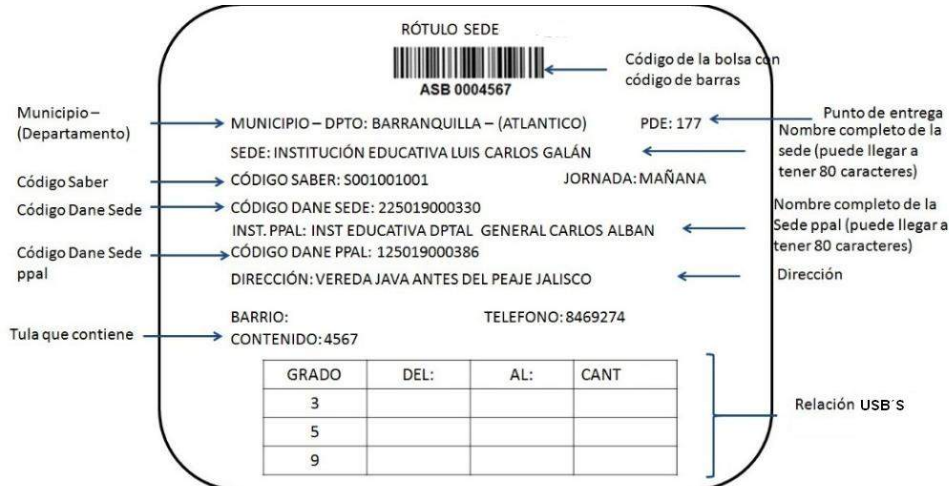 RÓTULO SEDE
ASB 0004567
Código de la bolsa con
código de barras
Municipio –
(Departamento)
MUNICIPIO – DPTO: BARRANQUILLA – (ATLANTICO) PDE: 177
Punto de entrega
SEDE: INSTITUCIÓN EDUCATIVA LUIS CARLOS GALÁN
Nombre completo de la
sede (puede llegar a
tener 80 caracteres)
Código Saber
CÓDIGO SABER: S001001001 JORNADA: MAÑANA
Código Dane Sede
CÓDIGO DANE SEDE: 225019000330
INST. PPAL: INST EDUCATIVA DPTAL GENERAL CARLOS ALBAN
Nombre completo de la
Sede ppal (puede llegar a
tener 80 caracteres)
Código Dane Sede
ppal
CÓDIGO DANE PPAL: 125019000386
DIRECCIÓN: VEREDA JAVA ANTES DEL PEAJE JALISCO
Dirección
BARRIO: TELEFONO: 8469274
Tula que contiene
CONTENIDO: 4567
GRADO DEL: AL: CANT
3
5
9
Relación USB´S